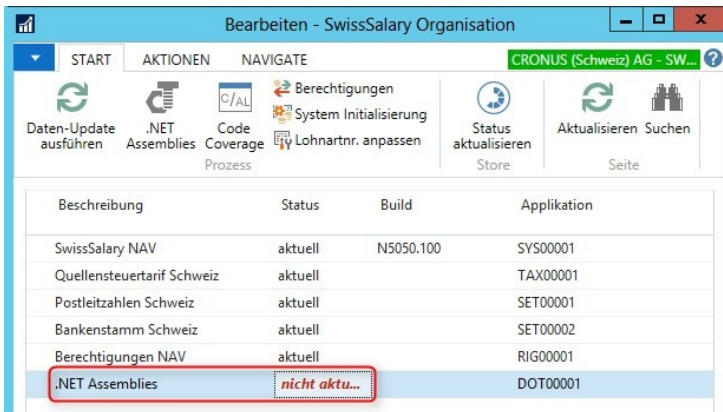 Bearbeiten - SwissSalary Organisation
START AKTIONEN NAVIGATE CRONUS (Schweiz) AG - SW... ?
Daten-Update ausführen
.NET Assemblies
C/AL
Code Coverage
Berechtigungen
System Initialisierung
Lohnartnr. anpassen
Prozess
Status aktualisieren
Store
Aktualisieren Suchen
Seite
Beschreibung Status Build Applikation
SwissSalary NAV aktuell N5050.100 SYS00001
Quellensteuertarif Schweiz aktuell TAX00001
Postleitzahlen Schweiz aktuell SET00001
Bankenstamm Schweiz aktuell SET00002
Berechtigungen NAV aktuell RIG00001
.NET Assemblies nicht aktu... DOT00001